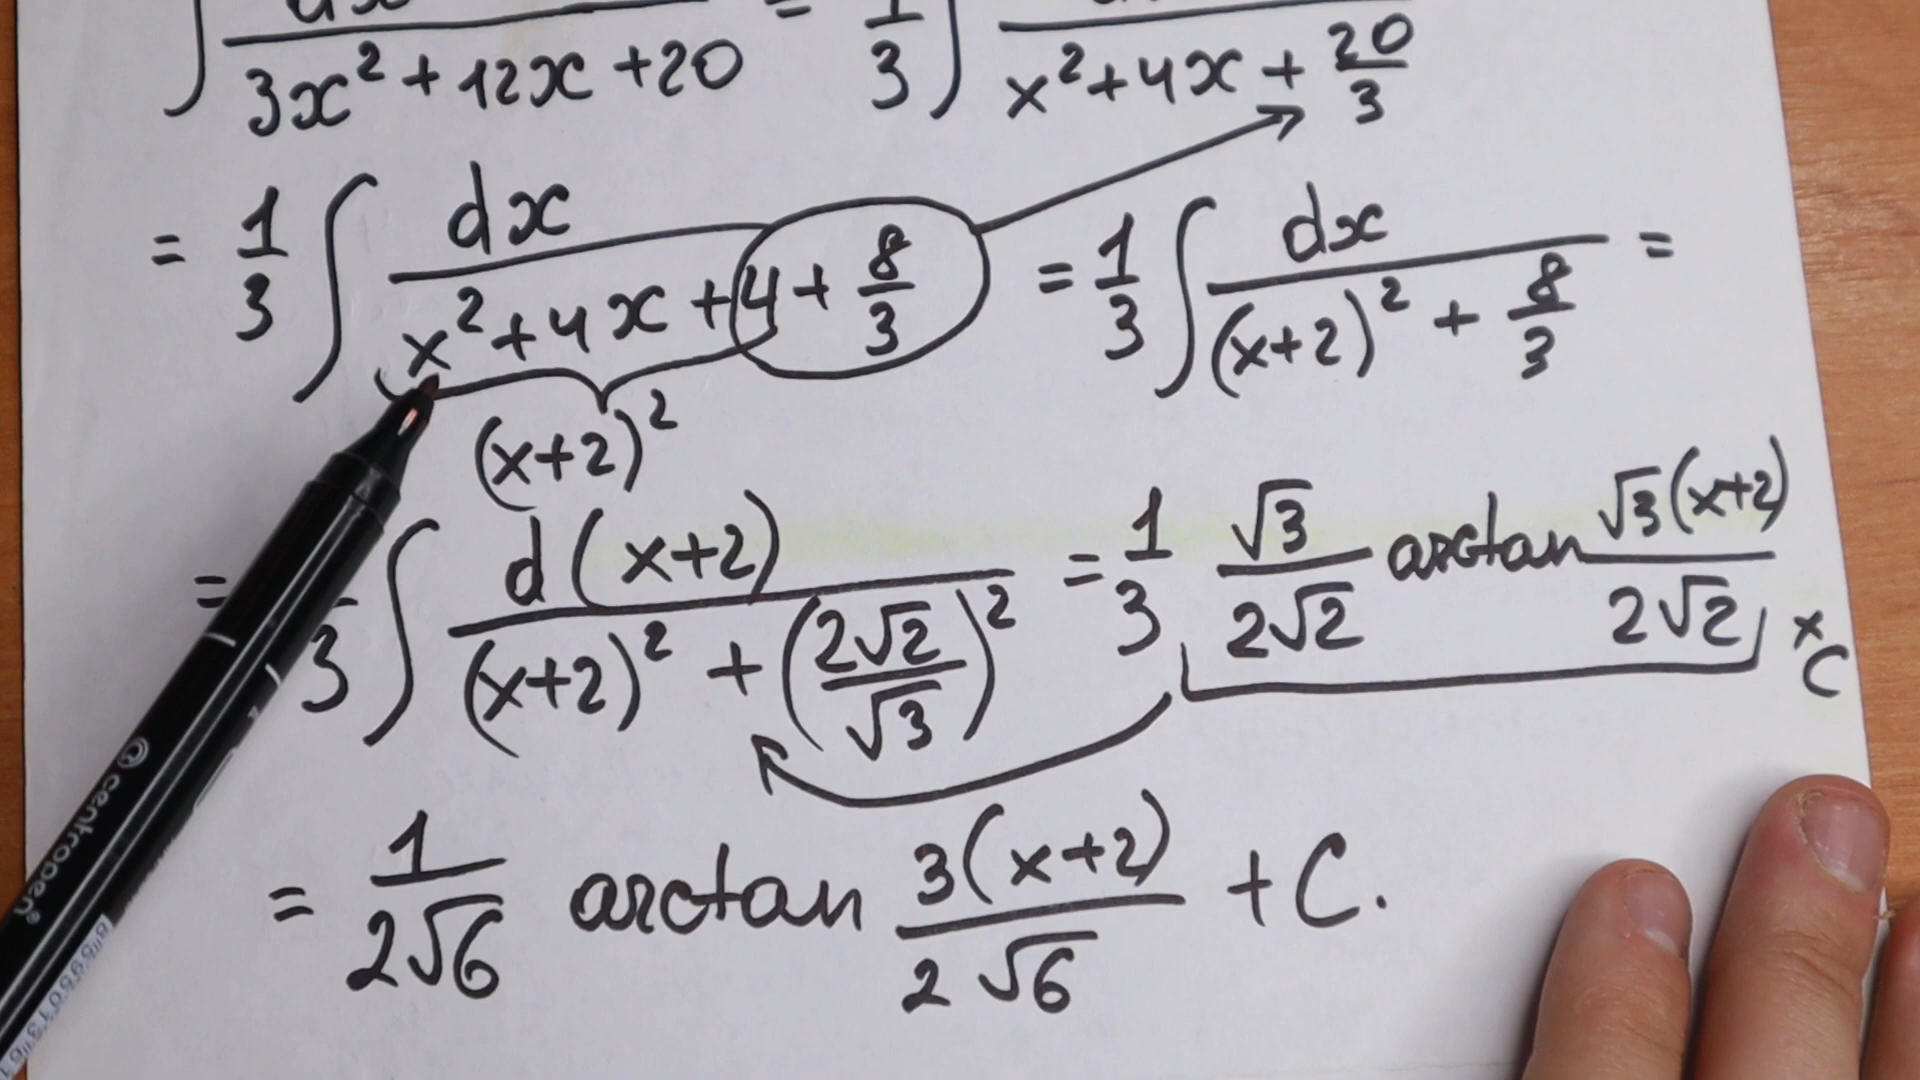 ∫ dx / (3x² + 12x + 20) = 1/3 ∫ / (x² + 4x + 20/3)
= 1/3 ∫ dx / (x² + 4x + 4 + 8/3) = 1/3 ∫ dx / ((x+2)² + 8/3) =
(x+2)²
= /3 ∫ d(x+2) / ((x+2)² + (2√2/√3)²) = 1/3 √3/(2√2) arctan √3(x+2)/(2√2) + C
= 1/(2√6) arctan 3(x+2)/(2√6) + C.
centropen®